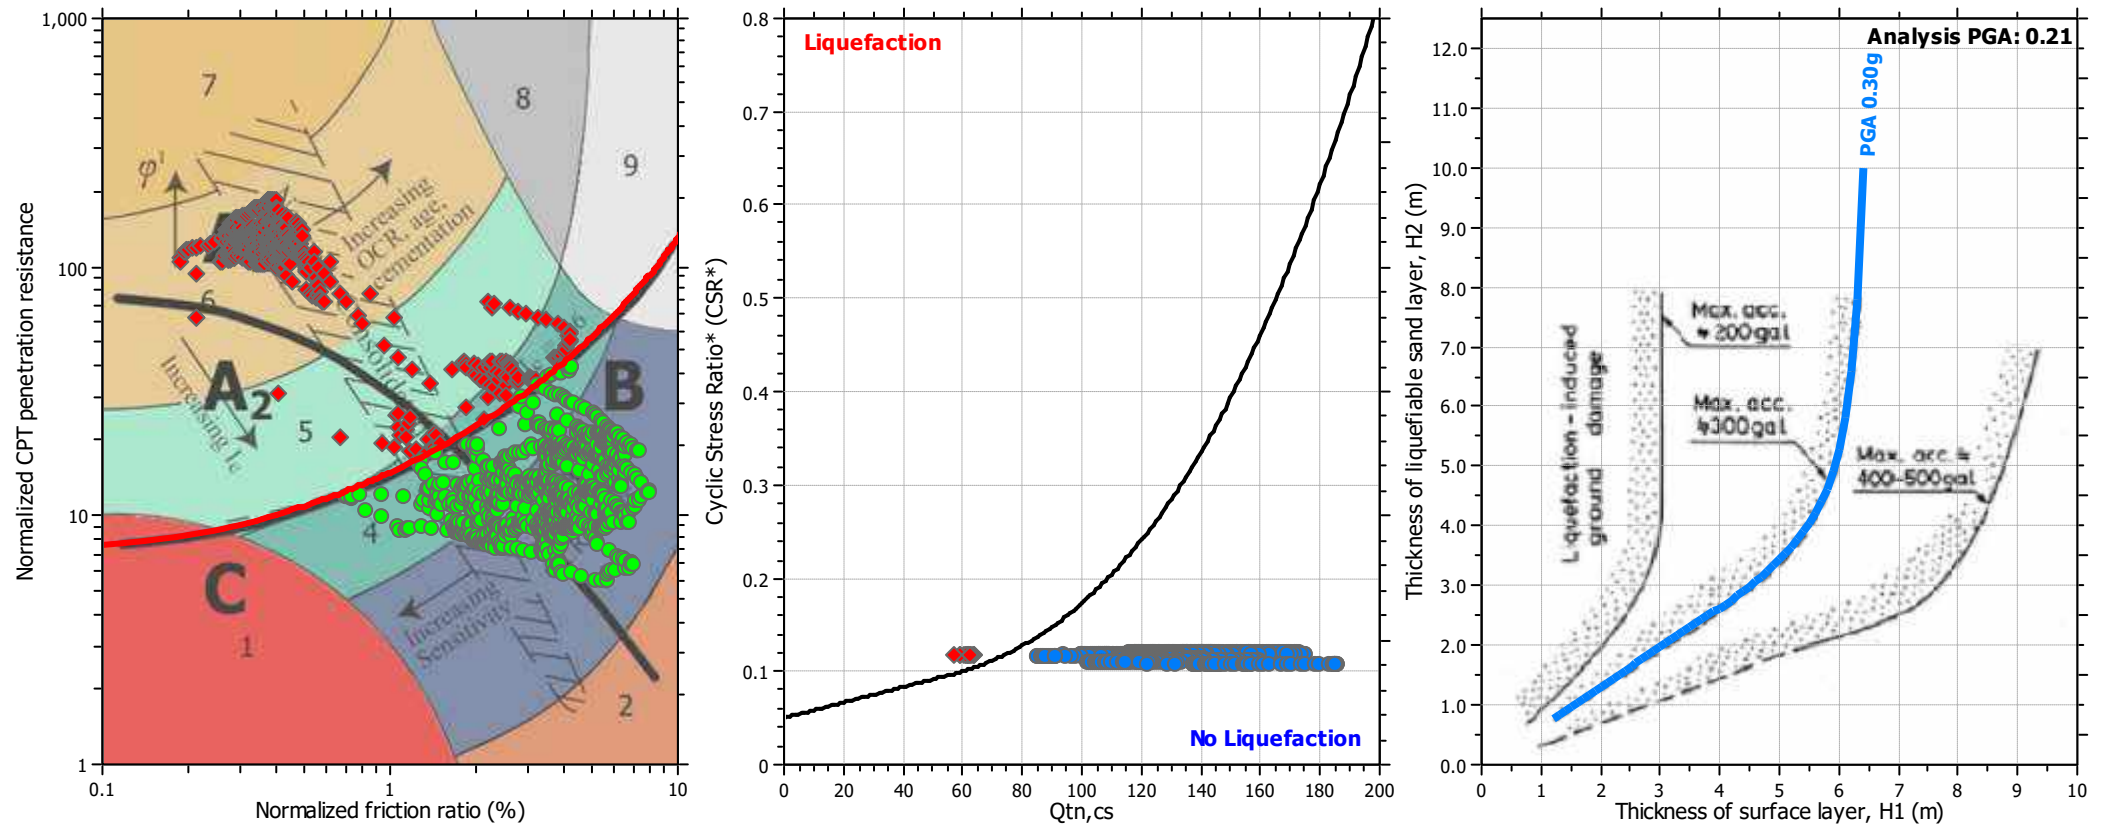 1,000
100
10
1
0.1
1
10
Normalized CPT penetration resistance
Normalized friction ratio (%)
7
8
9
φ'
Increasing
OCR, age,
cementation
6
A2
5
Increasing Ic
B
4
C
1
Increasing
Sensitivity
2
Liquefaction
No Liquefaction
0.8
0.7
0.6
0.5
0.4
0.3
0.2
0.1
0
0
20
40
60
80
100
120
140
160
180
200
Cyclic Stress Ratio* (CSR*)
Qtn,cs
Analysis PGA: 0.21
PGA 0.30g
12.0
11.0
10.0
9.0
8.0
7.0
6.0
5.0
4.0
3.0
2.0
1.0
0.0
0
1
2
3
4
5
6
7
8
9
10
Thickness of liquefiable sand layer, H2 (m)
Thickness of surface layer, H1 (m)
Liquefaction-induced
ground damage
Max. acc.
≒200gal
Max. acc.
≒300gal
Max. acc. ≒
400-500gal